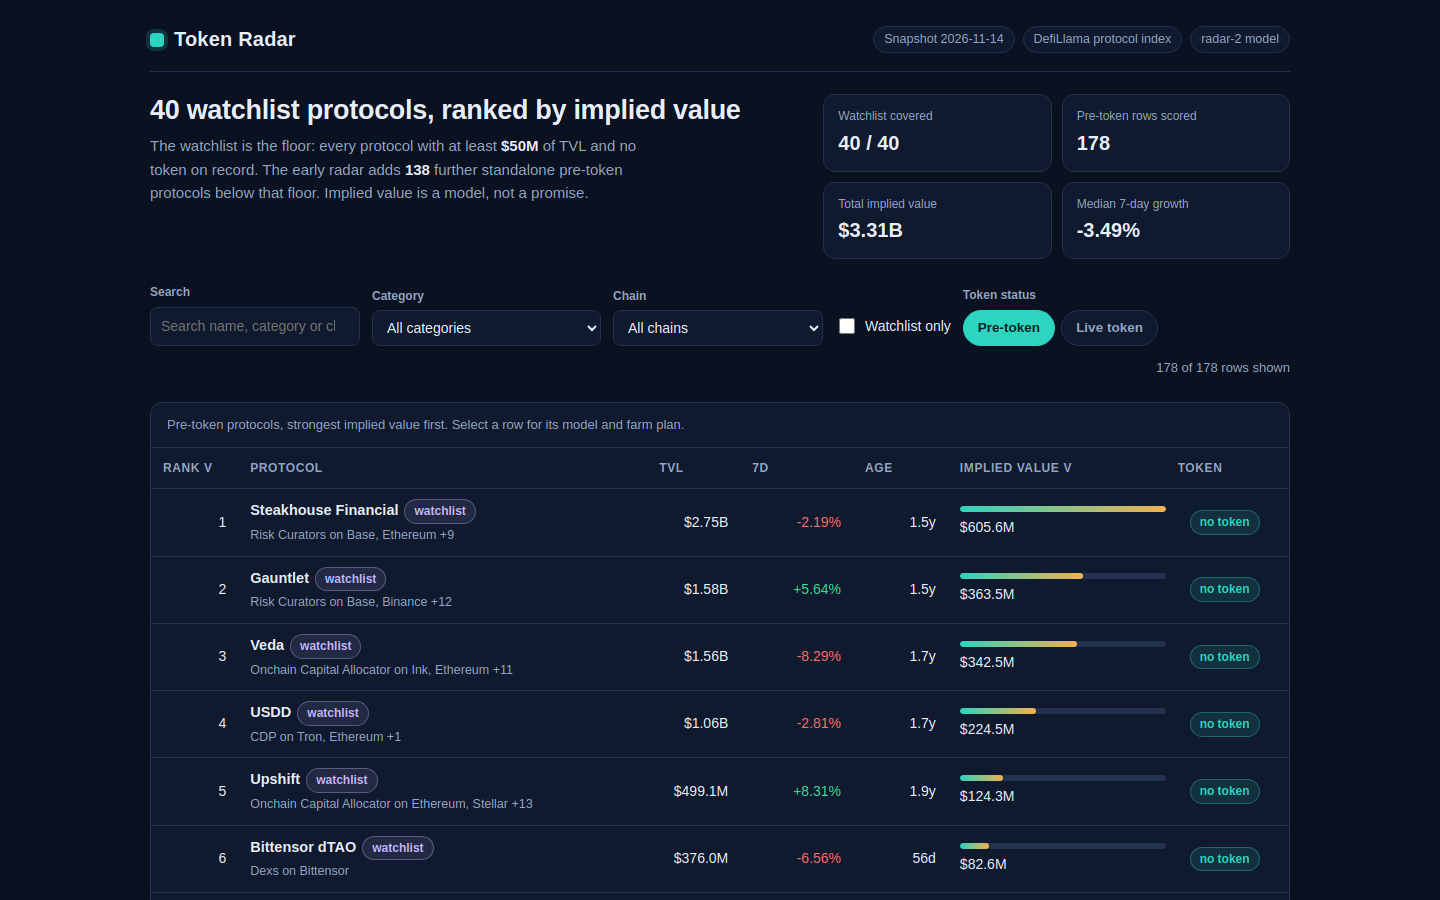 Token Radar
Snapshot 2026-11-14
DefiLlama protocol index
radar-2 model
40 watchlist protocols, ranked by implied value
The watchlist is the floor: every protocol with at least $50M of TVL and no
token on record. The early radar adds 138 further standalone pre-token
protocols below that floor. Implied value is a model, not a promise.
Watchlist covered
40 / 40
Pre-token rows scored
178
Total implied value
$3.31B
Median 7-day growth
-3.49%
Search
Search name, category or cl
Category
All categories
Chain
All chains
Watchlist only
Token status
Pre-token
Live token
178 of 178 rows shown
Pre-token protocols, strongest implied value first. Select a row for its model and farm plan.
RANK V PROTOCOL TVL 7D AGE IMPLIED VALUE V TOKEN
1 Steakhouse Financial watchlist $2.75B -2.19% 1.5y $605.6M no token
Risk Curators on Base, Ethereum +9
2 Gauntlet watchlist $1.58B +5.64% 1.5y $363.5M no token
Risk Curators on Base, Binance +12
3 Veda watchlist $1.56B -8.29% 1.7y $342.5M no token
Onchain Capital Allocator on Ink, Ethereum +11
4 USDD watchlist $1.06B -2.81% 1.7y $224.5M no token
CDP on Tron, Ethereum +1
5 Upshift watchlist $499.1M +8.31% 1.9y $124.3M no token
Onchain Capital Allocator on Ethereum, Stellar +13
6 Bittensor dTAO watchlist $376.0M -6.56% 56d $82.6M no token
Dexs on Bittensor